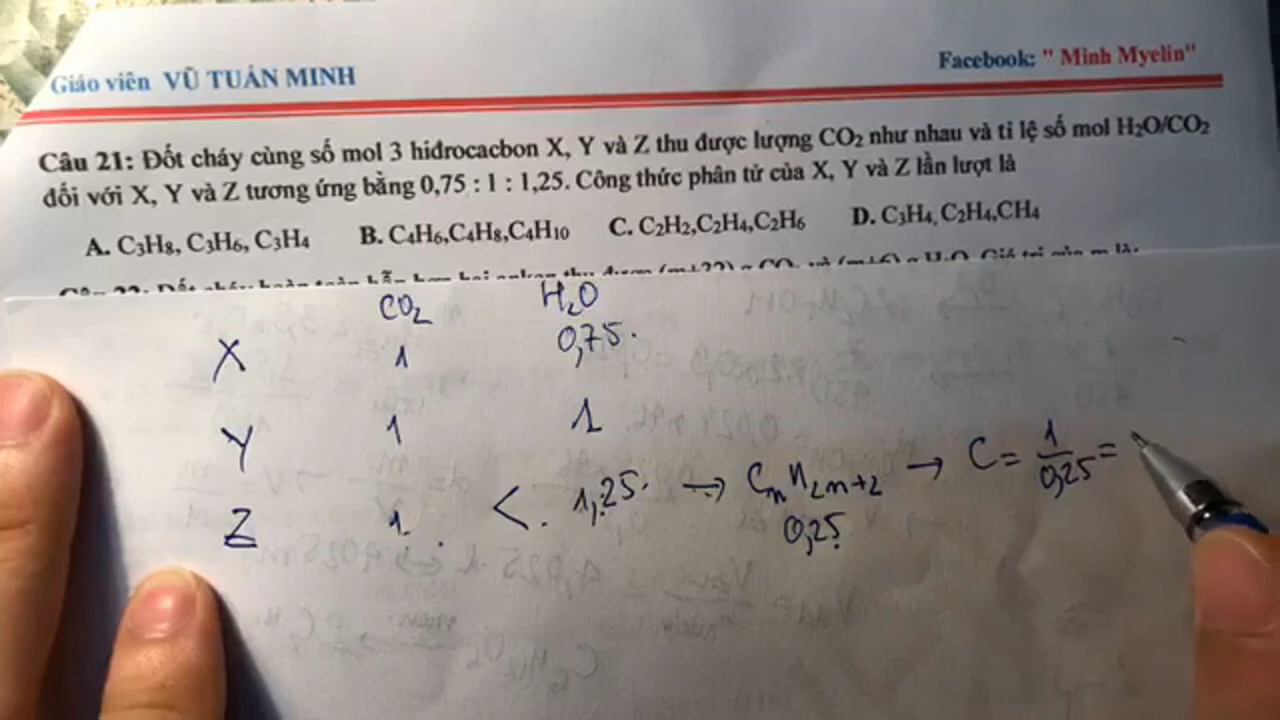 Giáo viên VŨ TUẤN MINH
Facebook: " Minh Myelin"
Câu 21: Đốt cháy cùng số mol 3 hiđrocacbon X, Y và Z thu được lượng CO₂ như nhau và tỉ lệ số mol H₂O/CO₂
đối với X, Y và Z tương ứng bằng 0,75 : 1 : 1,25. Công thức phân tử của X, Y và Z lần lượt là
A. C₃H₈, C₃H₆, C₃H₄ B. C₄H₆,C₄H₈,C₄H₁₀ C. C₂H₂,C₂H₄,C₂H₆ D. C₃H₄, C₂H₄,CH₄
CO₂ H₂O
X 1 0,75.
Y 1 1
Z 1. < . 1,25. → CₙH₂ₙ₊₂ → C = 1/0,25 =
0,25